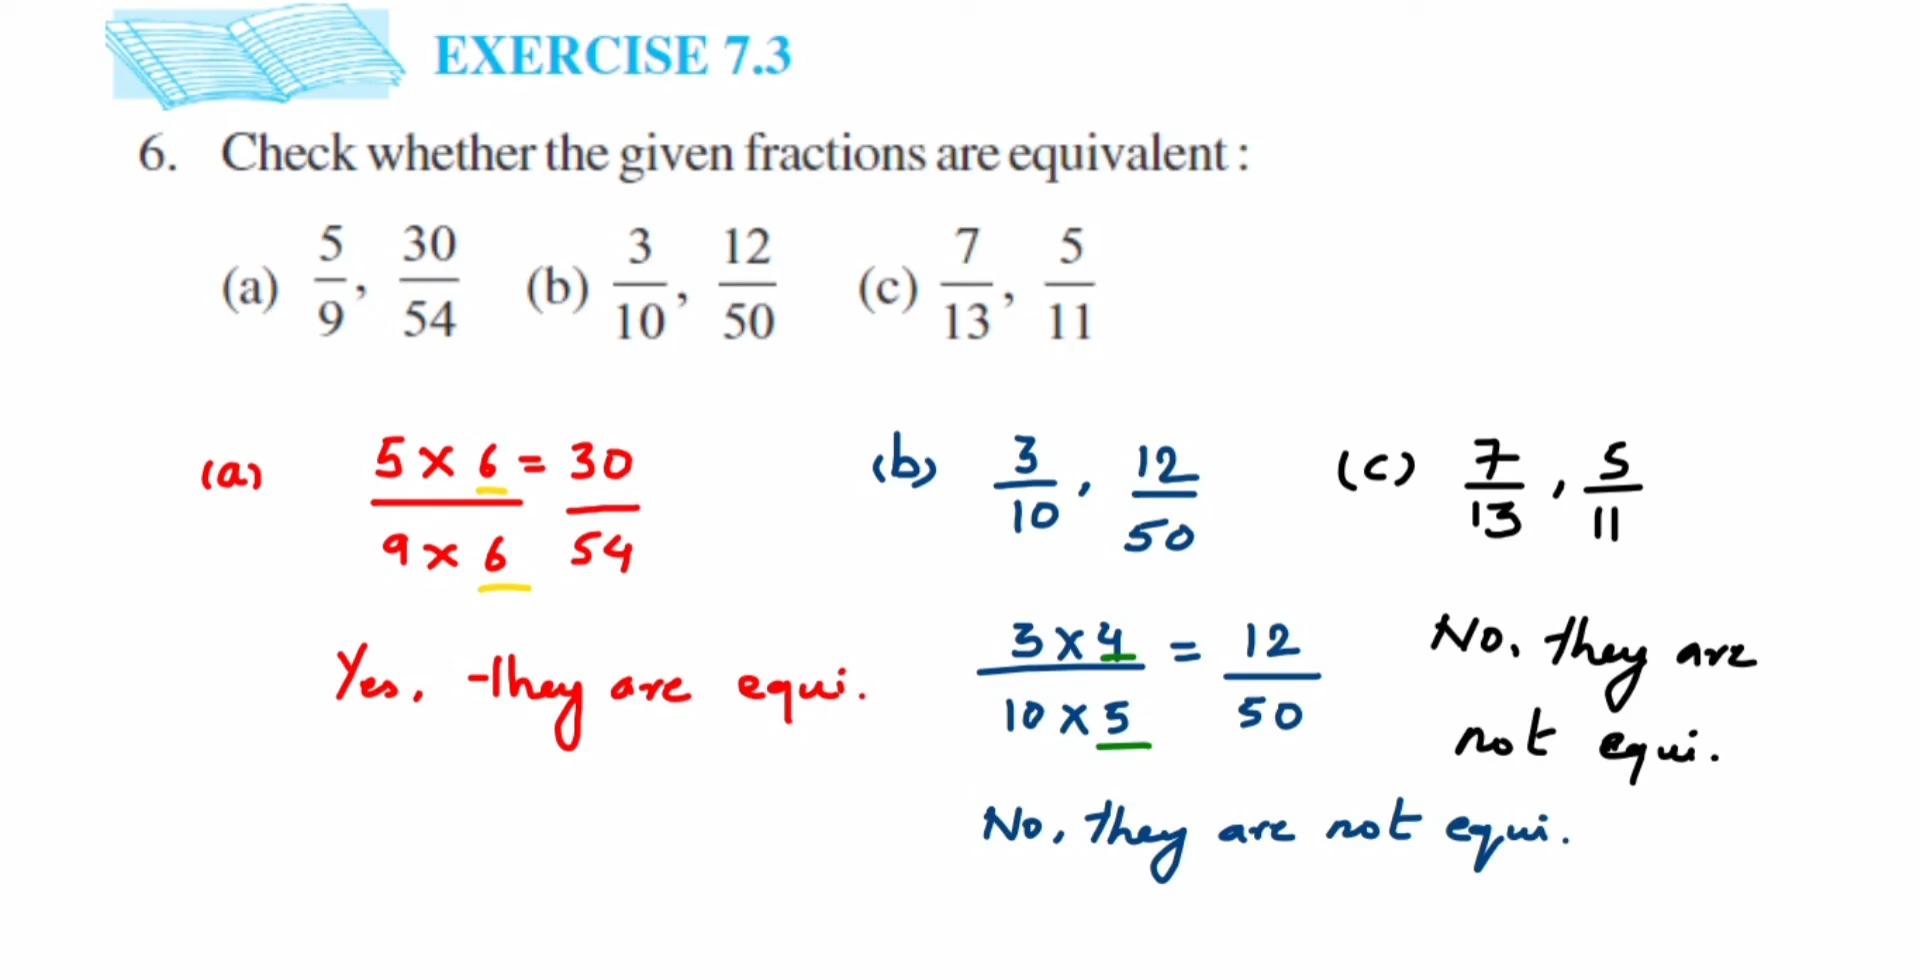 EXERCISE 7.3
6. Check whether the given fractions are equivalent :
(a) 5/9, 30/54 (b) 3/10, 12/50 (c) 7/13, 5/11
(a) 5 × 6 = 30
9 × 6 54
Yes, they are equi.
(b) 3/10, 12/50
3 × 4 / 10 × 5 = 12/50
No, they are not equi.
(c) 7/13, 5/11
No, they are
not equi.